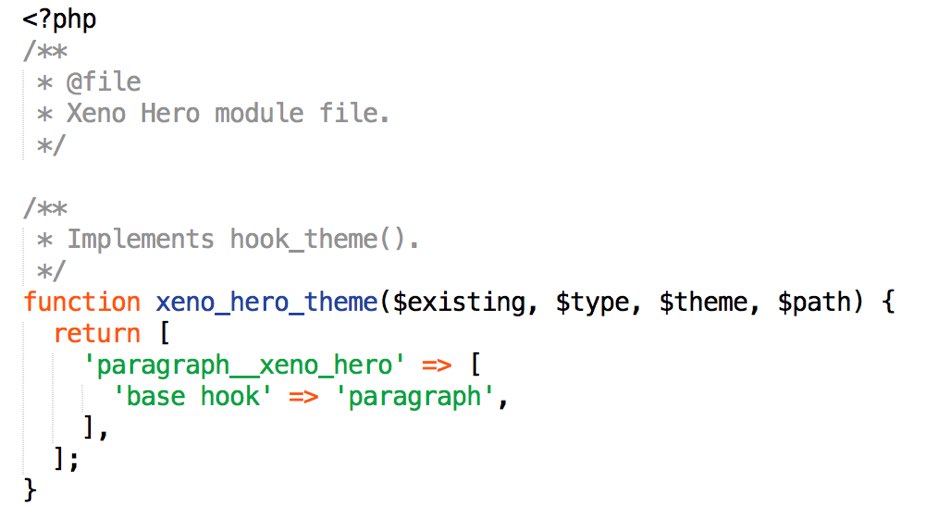 <?php
/**
 * @file
 * Xeno Hero module file.
 */

/**
 * Implements hook_theme().
 */
function xeno_hero_theme($existing, $type, $theme, $path) {
  return [
    'paragraph__xeno_hero' => [
      'base hook' => 'paragraph',
    ],
  ];
}